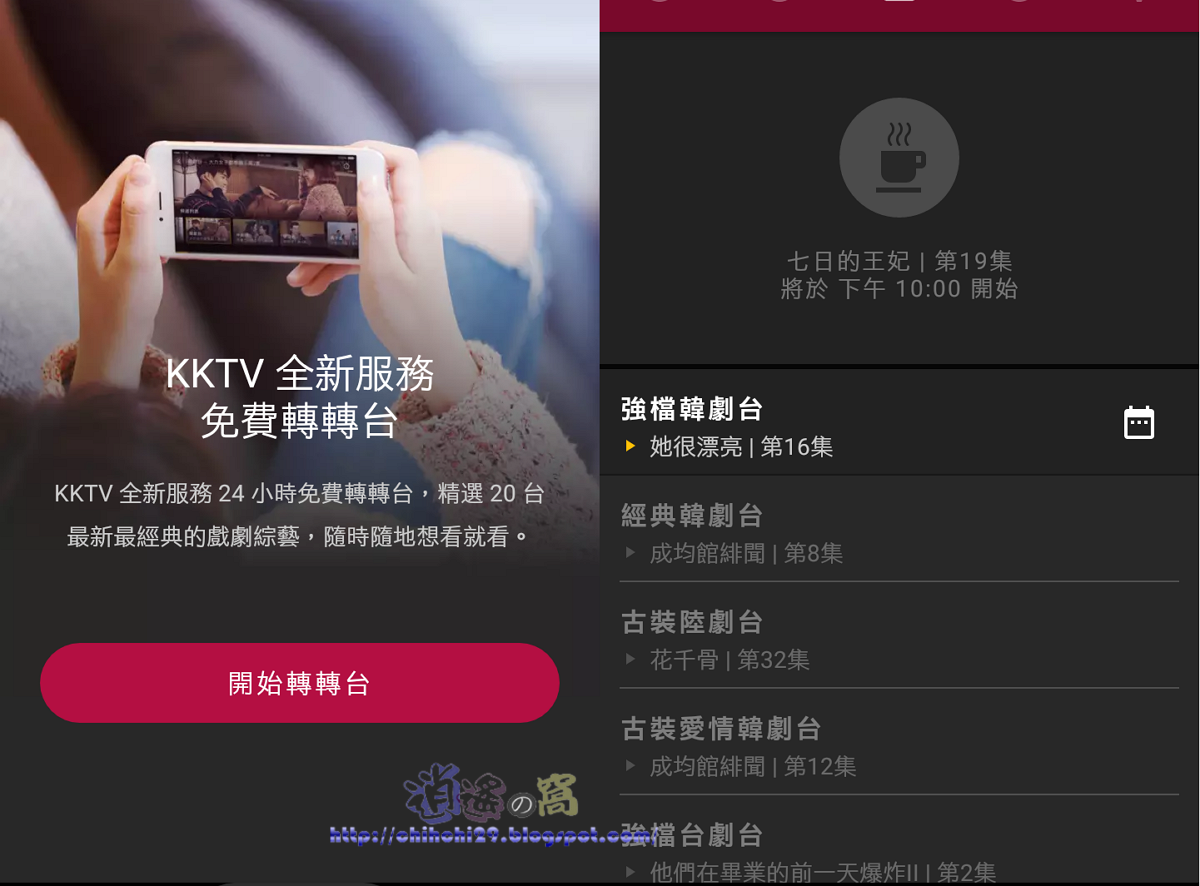 KKTV 全新服務
免費轉轉台
KKTV 全新服務 24 小時免費轉轉台，精選 20 台
最新最經典的戲劇綜藝，隨時隨地想看就看。
開始轉轉台
逍遙の窩
http://chihchi29.blogspot.com/
七日的王妃 | 第19集
將於 下午 10:00 開始
強檔韓劇台
她很漂亮 | 第16集
經典韓劇台
成均館緋聞 | 第8集
古裝陸劇台
花千骨 | 第32集
古裝愛情韓劇台
成均館緋聞 | 第12集
強檔台劇台
他們在畢業的前一天爆炸II | 第2集